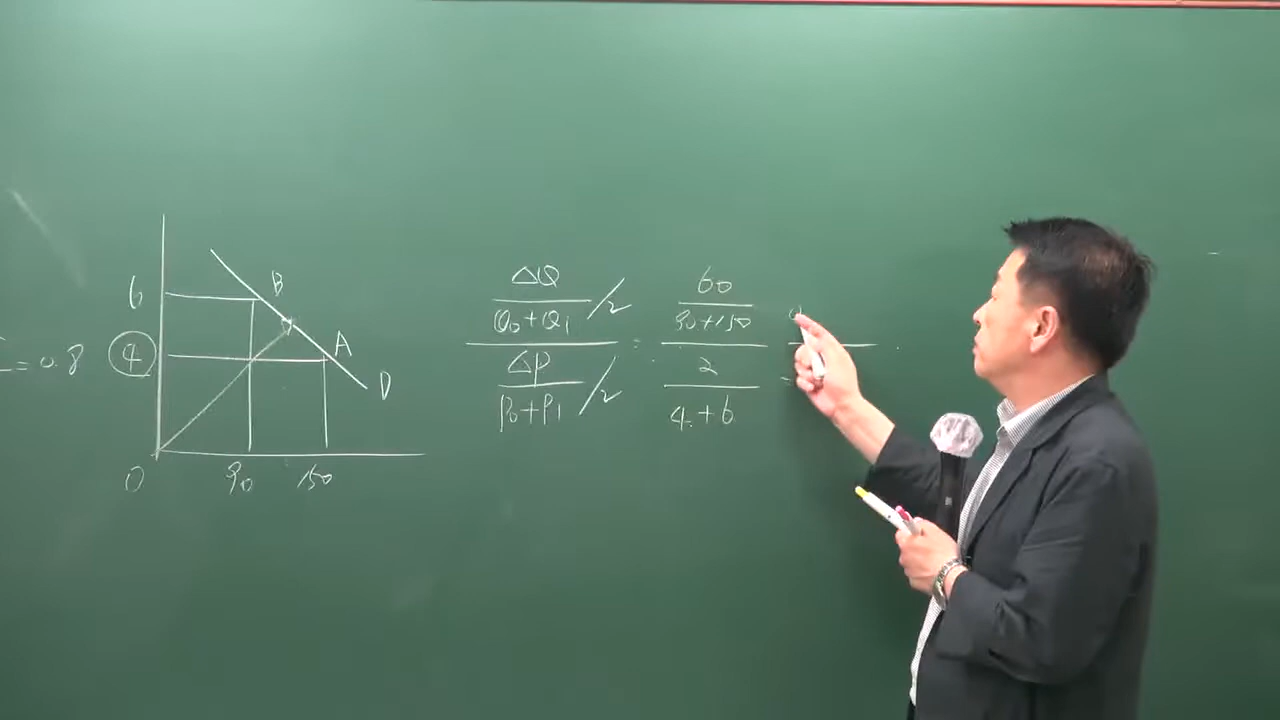 = 0.8
6
4
B
A
D
0
90
150
ΔQ
Q₀+Q₁ /2
ΔP
P₀+P₁ /2
=
60
90+150
2
4+6
=